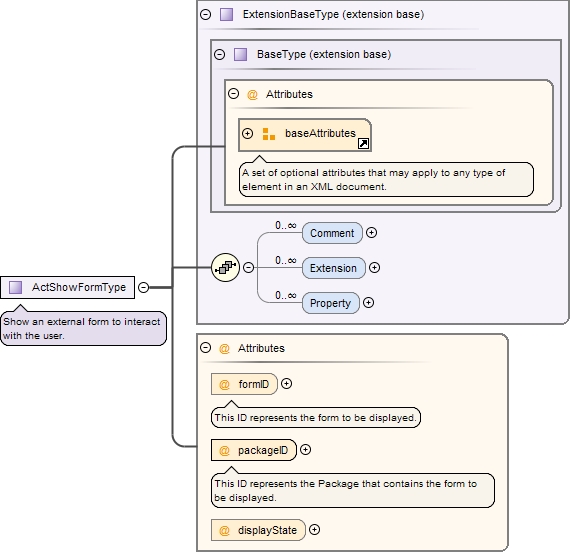 ExtensionBaseType (extension base)
BaseType (extension base)
@ Attributes
baseAttributes
A set of optional attributes that may apply to any type of
element in an XML document.
0..∞
Comment
0..∞
Extension
0..∞
Property
ActShowFormType
Show an external form to interact
with the user.
@ Attributes
@ formID
This ID represents the form to be displayed.
@ packageID
This ID represents the Package that contains the form to
be displayed.
@ displayState